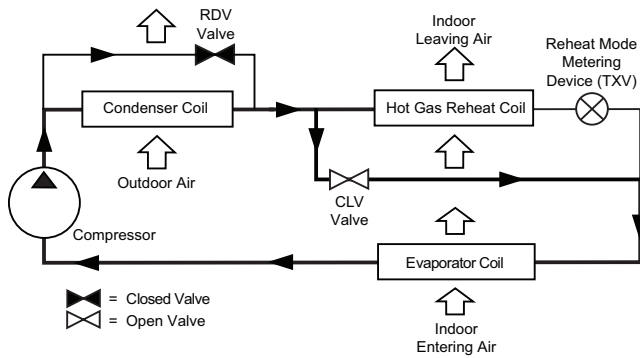 RDV
Valve
Indoor
Leaving Air
Reheat Mode
Metering
Device (TXV)
Condenser Coil
Hot Gas Reheat Coil
Outdoor Air
CLV
Valve
Compressor
Evaporator Coil
= Closed Valve
= Open Valve
Indoor
Entering Air